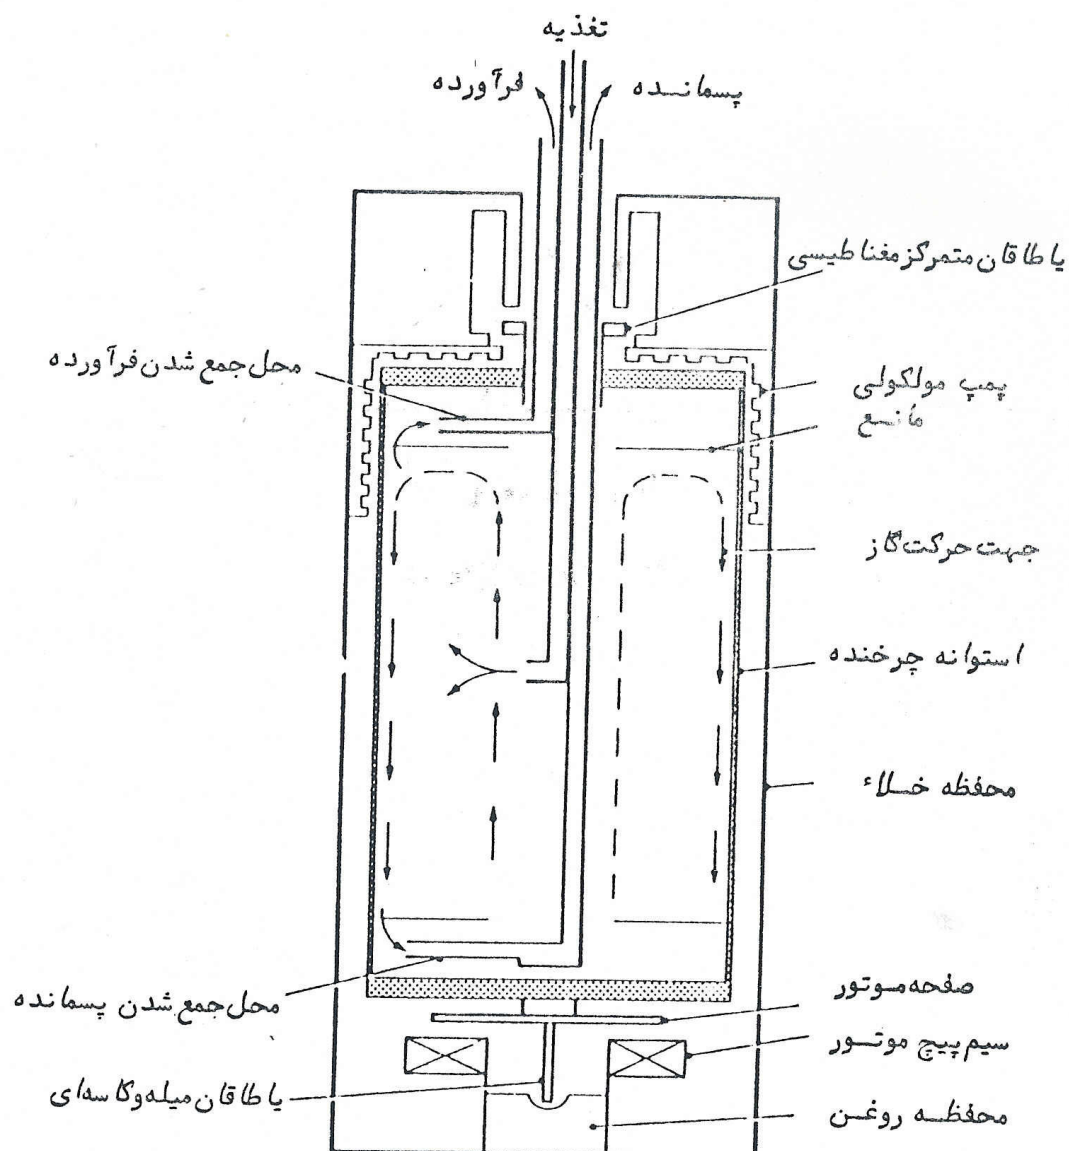 تغذیه
فرآورده
پسمانده
یاطاقان متمرکز مغناطیسی
محل جمع شدن فرآورده
پمپ مولکولی
مانع
جهت حرکت گاز
استوانه چرخنده
محفظه خلاء
صفحه موتور
محل جمع شدن پسمانده
سیم پیچ موتور
یاطاقان میله و کاسه‌ای
محفظه روغن